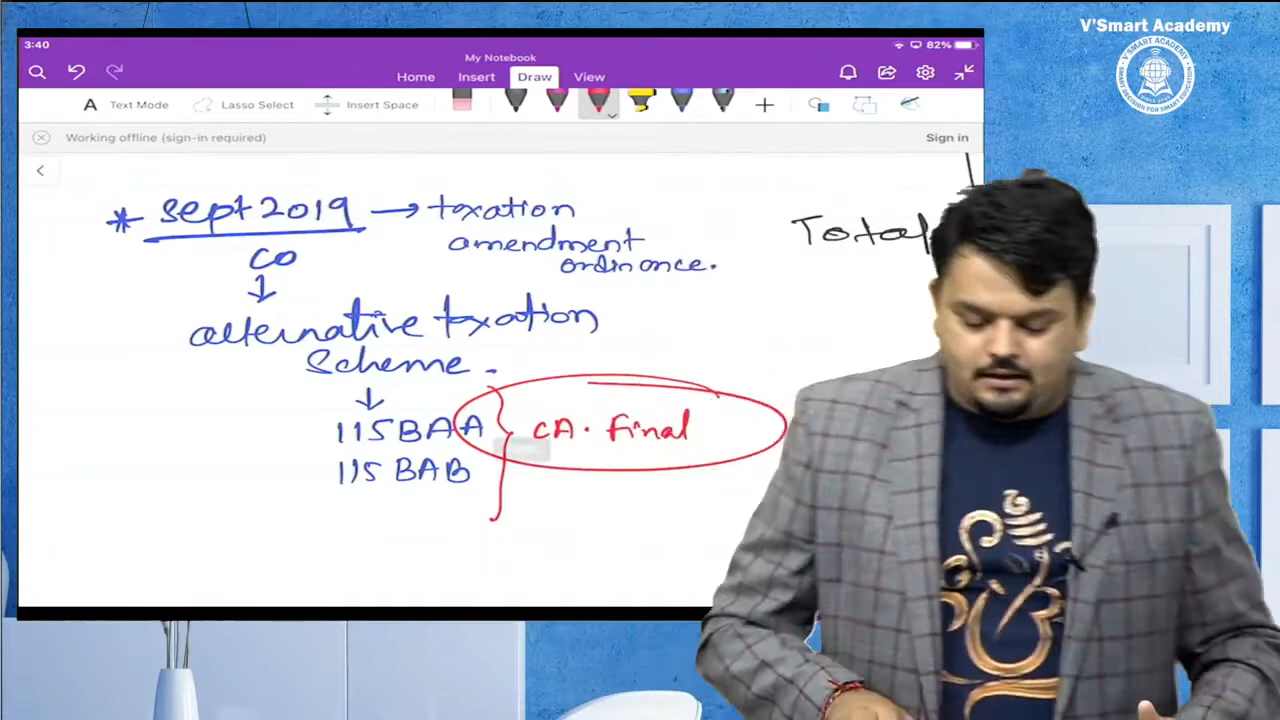 V'Smart Academy
V SMART ACADEMY
3:40
82%
My Notebook
Home Insert Draw View
A Text Mode Lasso Select Insert Space
Working offline (sign-in required) Sign in
* Sept 2019 → taxation
amendment
ordinance.
CO
↓
alternative taxation
Scheme.
↓
115BAA
115 BAB
CA. Final
Total